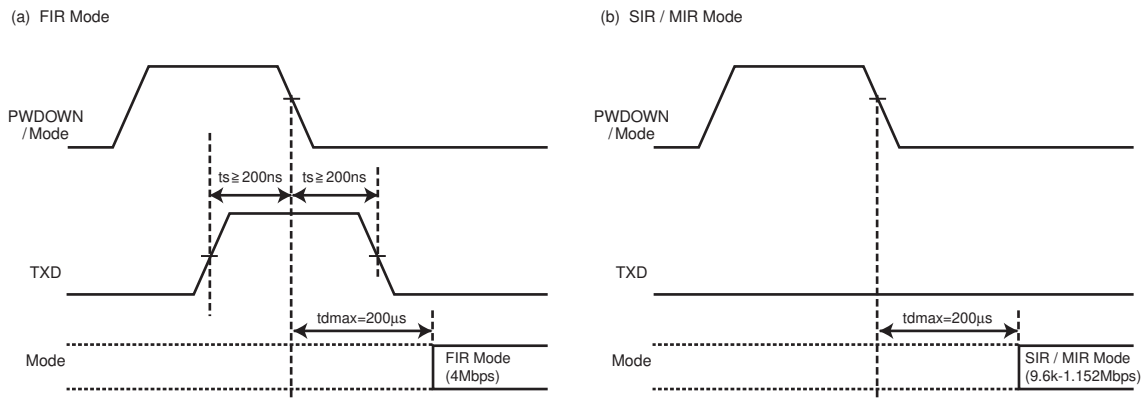 (a) FIR Mode
PWDOWN
/ Mode
ts≧200ns ts≧200ns
TXD
tdmax=200µs
Mode
FIR Mode
(4Mbps)
(b) SIR / MIR Mode
PWDOWN
/ Mode
TXD
tdmax=200µs
Mode
SIR / MIR Mode
(9.6k-1.152Mbps)